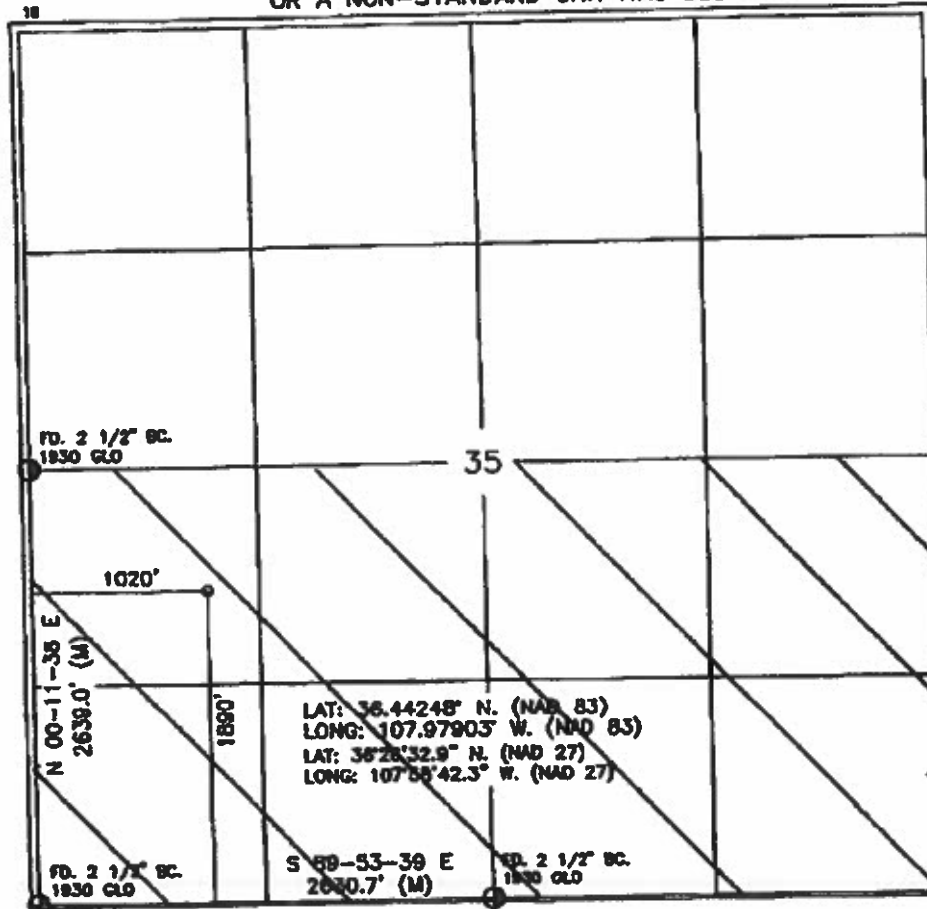 18
OR A NON-STANDARD UNIT HAS BEEN
FD. 2 1/2" BC.
1930 GLO
35
1020'
N 00-11-35 E
2639.0' (M)
1890'
LAT: 36.44248° N. (NAD 83)
LONG: 107.97903° W. (NAD 83)
LAT: 36°26'32.9" N. (NAD 27)
LONG: 107°58'42.3" W. (NAD 27)
S 89-53-39 E
2630.7' (M)
FD. 2 1/2" BC.
1930 GLO
FD. 2 1/2" BC.
1930 GLO